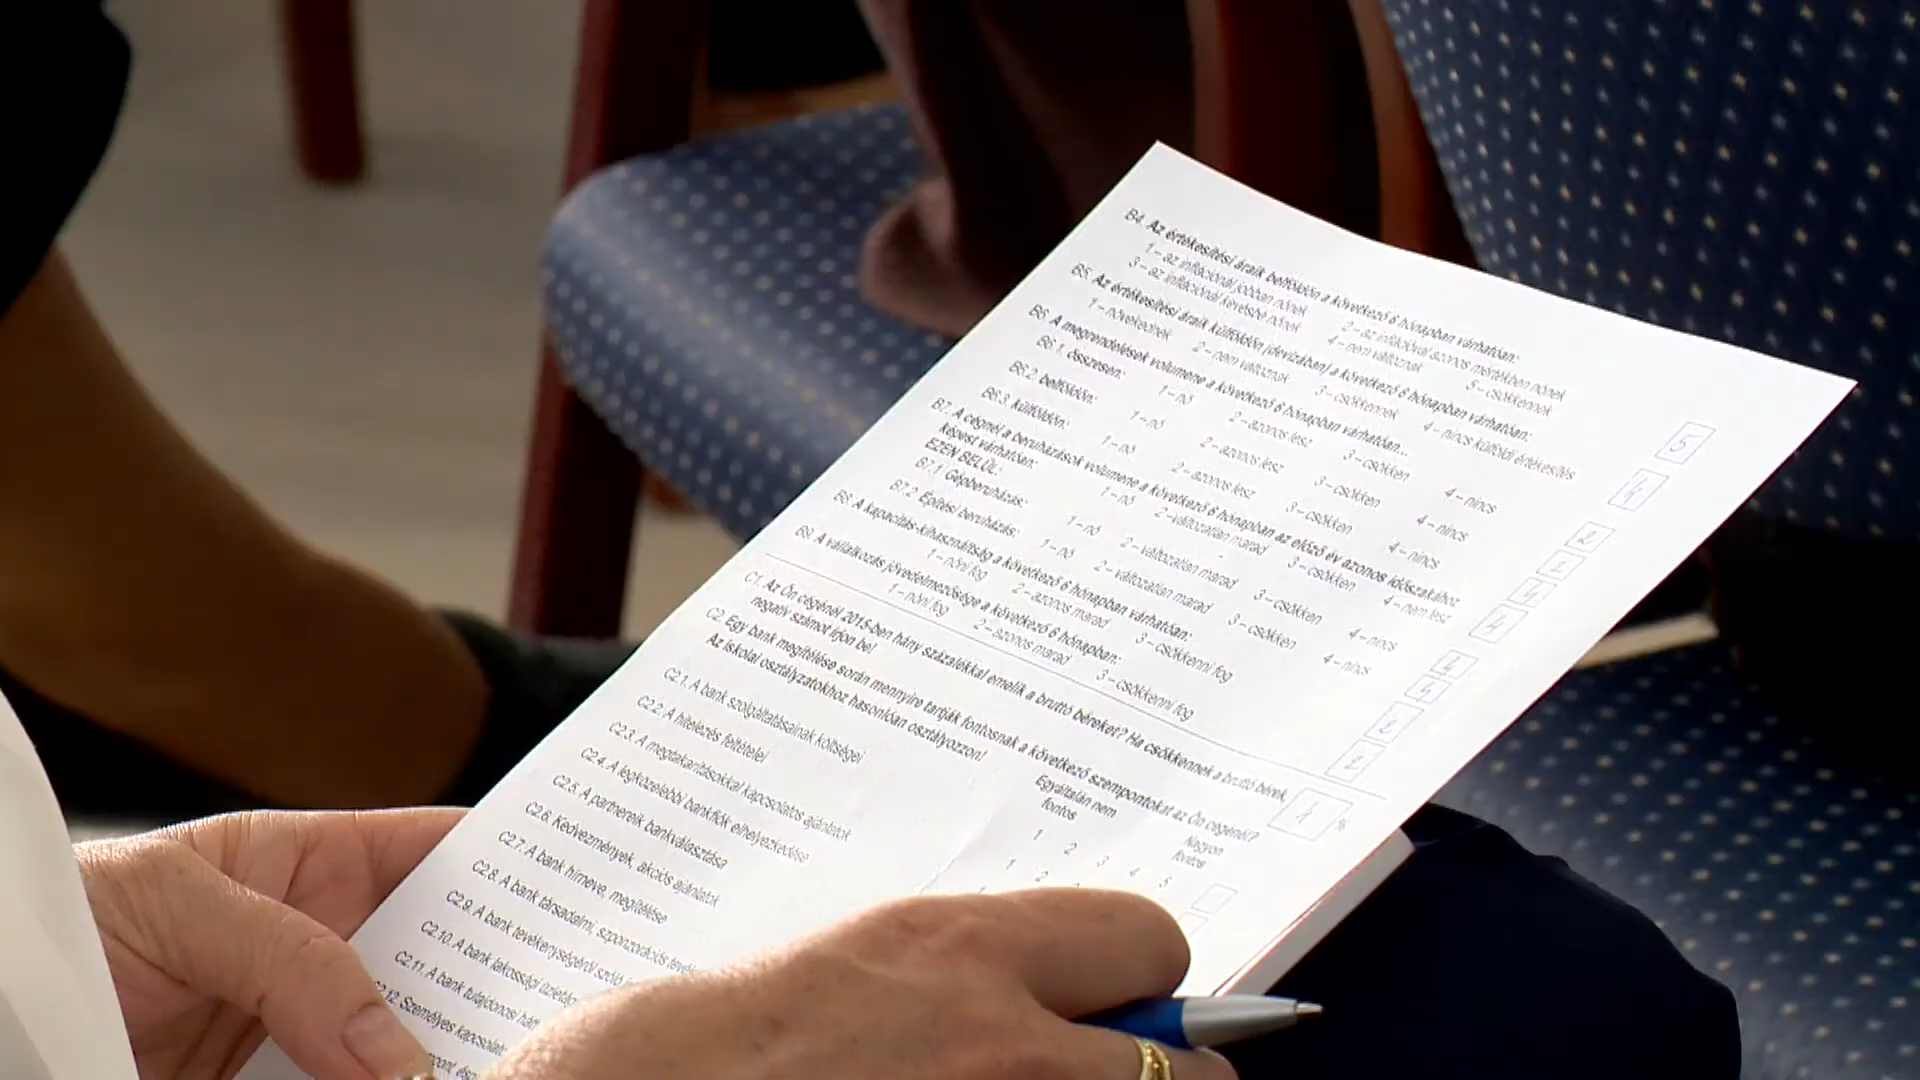 B4. Az értékesítési áraik belföldön a következő 6 hónapban várhatóan:
1 – az inflációnál jobban nőnek 2 – az inflációval azonos mértékben nőnek
3 – az inflációnál kevésbé nőnek 4 – nem változnak 5 – csökkennek
B5. Az értékesítési áraik külföldön (devizában) a következő 6 hónapban várhatóan:
1 – növekednek 2 – nem változnak 3 – csökkennek 4 – nincs külföldi értékesítés
B6. A megrendelések volumene a következő 6 hónapban várhatóan...
B6.1. összesen: 1 – nő 2 – azonos lesz 3 – csökken 4 – nincs
B6.2. belföldön: 1 – nő 2 – azonos lesz 3 – csökken 4 – nincs
B6.3. külföldön: 1 – nő 2 – azonos lesz 3 – csökken 4 – nincs
B7. A cégnél a beruházások volumene a következő 6 hónapban az előző év azonos időszakához
képest várhatóan: 1 – nő 2 – változatlan marad 3 – csökken 4 – nem lesz
EZEN BELÜL:
B7.1 Gépberuházás: 1 – nő 2 – változatlan marad 3 – csökken 4 – nincs
B7.2. Építési beruházás: 1 – nő 2 – változatlan marad 3 – csökken 4 – nincs
B8. A kapacitás-kihasználtság a következő 6 hónapban várhatóan:
1 – nőni fog 2 – azonos marad 3 – csökkenni fog
B9. A vállalkozás jövedelmezősége a következő 6 hónapban:
1 – nőni fog 2 – azonos marad 3 – csökkenni fog
C1. Az Ön cégénél 2015-ben hány százalékkal emelik a bruttó béreket? Ha csökkennek a bruttó bérek,
negatív számot írjon be! %
C2. Egy bank megítélése során mennyire tartják fontosnak a következő szempontokat az Ön cégénél?
Az iskolai osztályzatokhoz hasonlóan osztályozzon!
Egyáltalán nem fontos
Nagyon fontos
C2.1. A bank szolgáltatásainak költségei 1 2 3 4 5
C2.2. A hitelezés feltételei 1 2
C2.3. A megtakarításokkal kapcsolatos ajánlatok
C2.4. A legközelebbi bankfiók elhelyezkedése
C2.5. A partnereik bankválasztása
C2.6. Kedvezmények, akciós ajánlatok
C2.7. A bank hírneve, megítélése
C2.8. A bank társadalmi, szponzorációs
C2.9. A bank tevékenységéről szóló
C2.10. A bank lakossági
C2.11. A bank tulajdonosi
Személyes